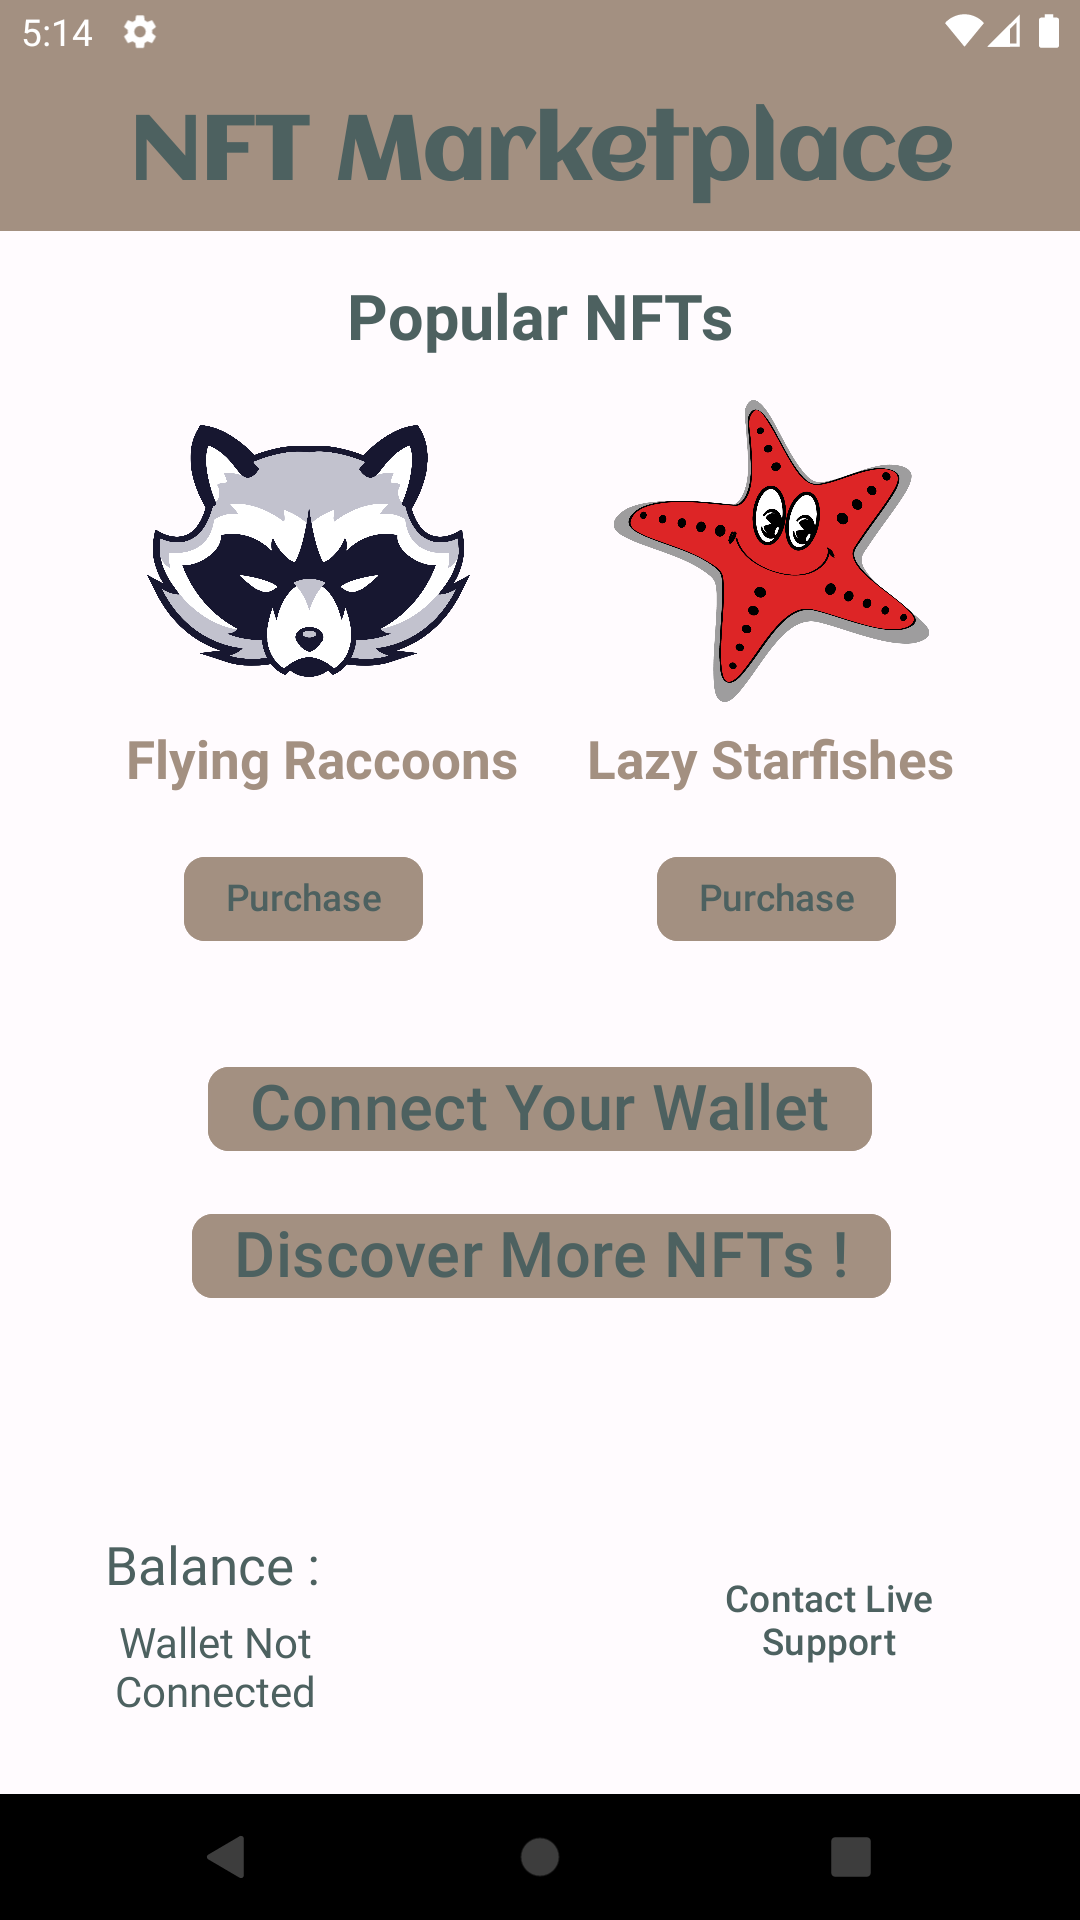 5:14
NFT Marketplace
Popular NFTs
Flying Raccoons
Lazy Starfishes
Purchase
Purchase
Connect Your Wallet
Discover More NFTs !
Balance :
Wallet Not
Connected
Contact Live
Support